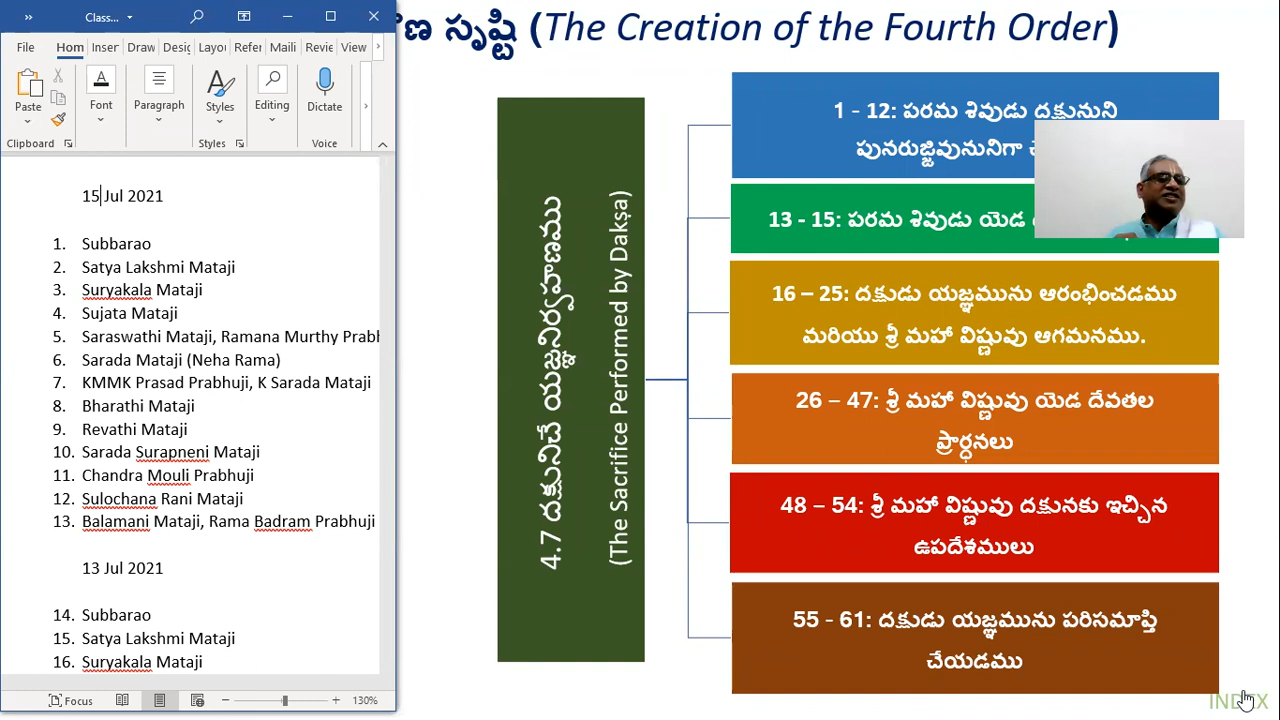 Class...
File Hom Inser Draw Desig Layou Refer Maili Revie View
Paste Font Paragraph Styles Editing Dictate
Clipboard Styles Voice
15 Jul 2021
1. Subbarao
2. Satya Lakshmi Mataji
3. Suryakala Mataji
4. Sujata Mataji
5. Saraswathi Mataji, Ramana Murthy Prabh
6. Sarada Mataji (Neha Rama)
7. KMMK Prasad Prabhuji, K Sarada Mataji
8. Bharathi Mataji
9. Revathi Mataji
10. Sarada Surapneni Mataji
11. Chandra Mouli Prabhuji
12. Sulochana Rani Mataji
13. Balamani Mataji, Rama Badram Prabhuji
13 Jul 2021
14. Subbarao
15. Satya Lakshmi Mataji
16. Suryakala Mataji
Focus 130%
సృష్టి (The Creation of the Fourth Order)
4.7 దక్షునిచే యజ్ఞనిర్వహణము
(The Sacrifice Performed by Dakṣa)
1 - 12: పరమ శివుడు దక్షునుని
పునరుజ్జీవునునిగా
13 - 15: పరమ శివుడు యెడ
16 – 25: దక్షుడు యజ్ఞమును ఆరంభించడము
మరియు శ్రీ మహా విష్ణువు ఆగమనము.
26 – 47: శ్రీ మహా విష్ణువు యెడ దేవతల
ప్రార్ధనలు
48 – 54: శ్రీ మహా విష్ణువు దక్షునకు ఇచ్చిన
ఉపదేశములు
55 - 61: దక్షుడు యజ్ఞమును పరిసమాప్తి
చేయడము
INDEX